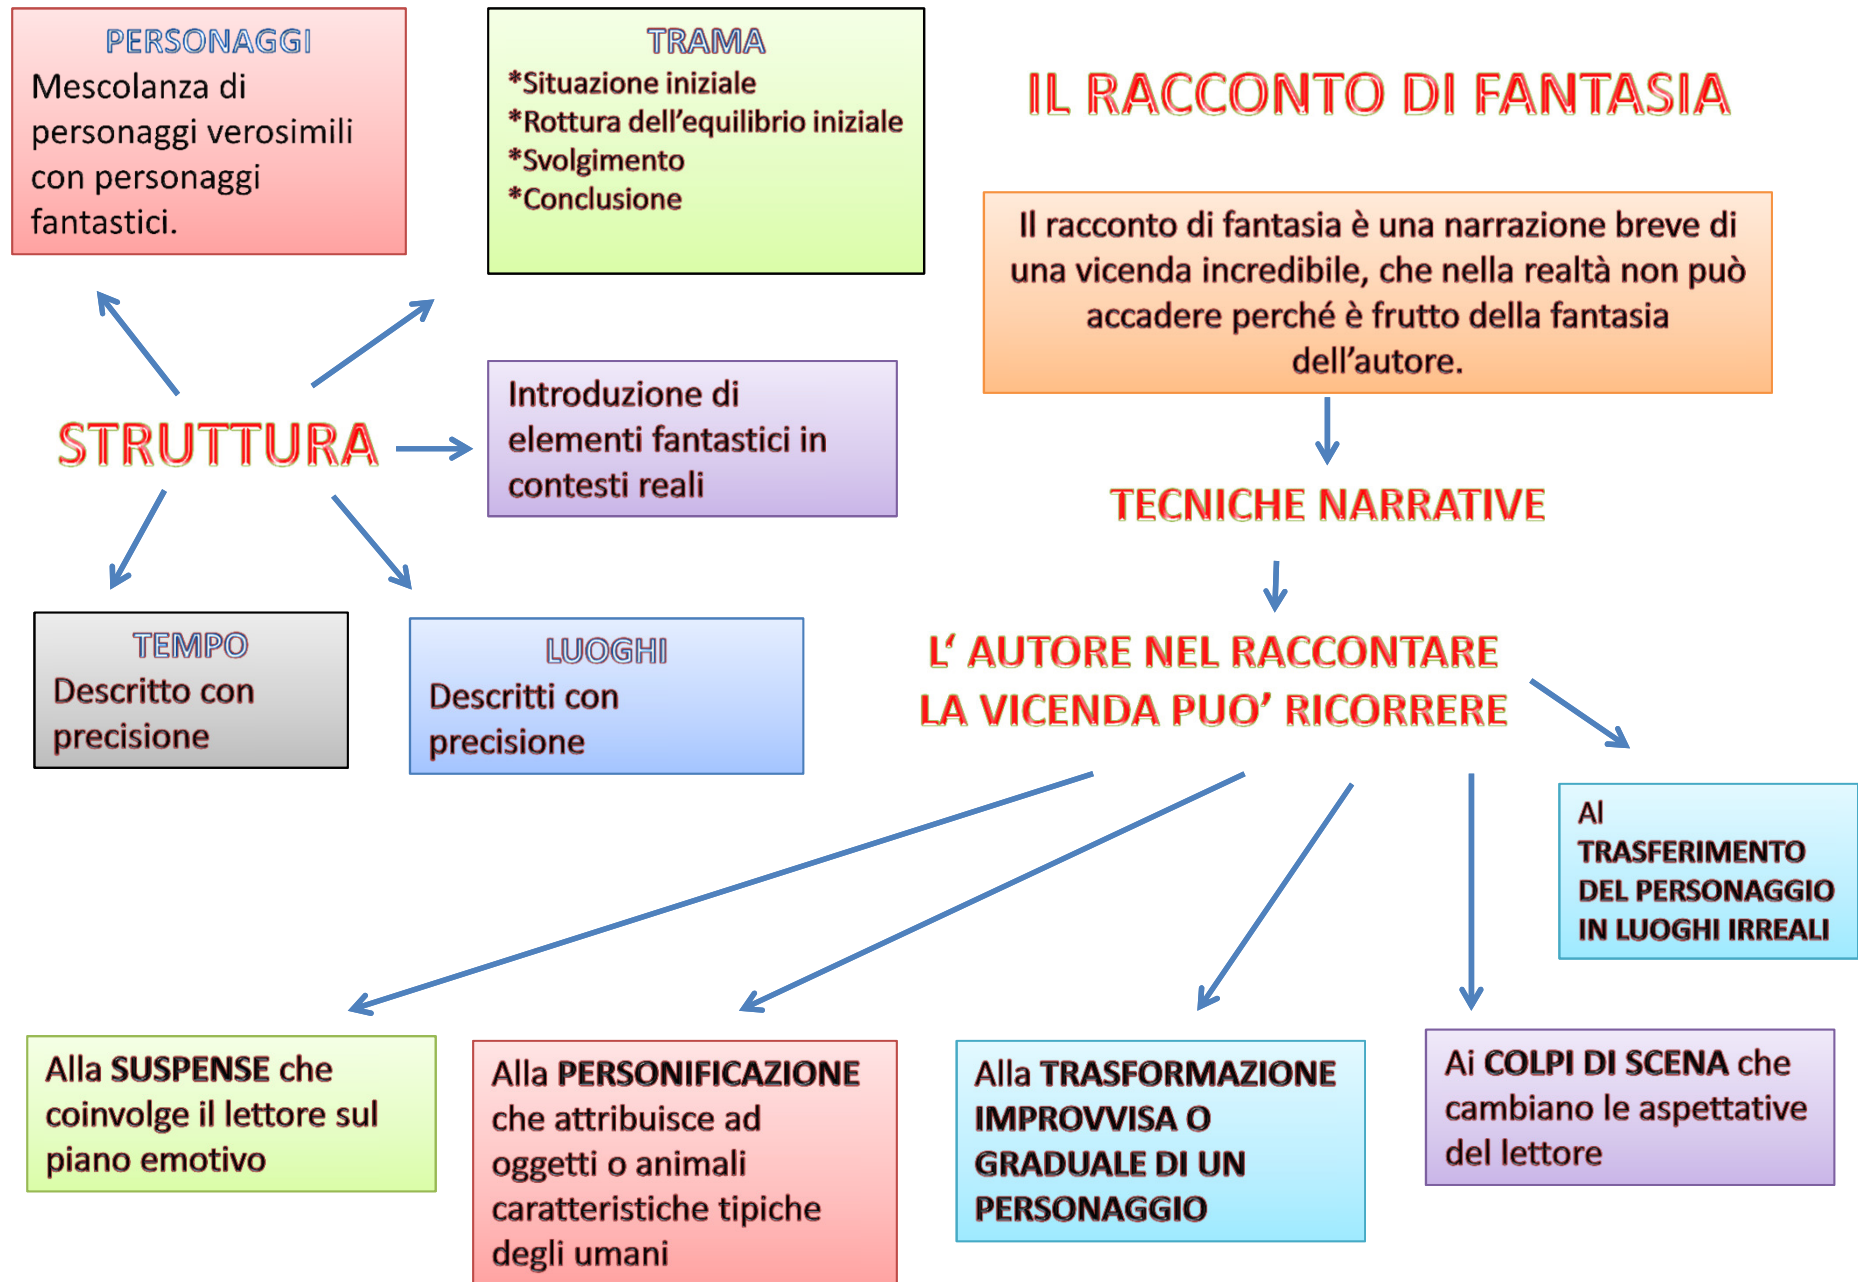 PERSONAGGI
Mescolanza di
personaggi verosimili
con personaggi
fantastici.
TRAMA
*Situazione iniziale
*Rottura dell’equilibrio iniziale
*Svolgimento
*Conclusione
IL RACCONTO DI FANTASIA
Il racconto di fantasia è una narrazione breve di
una vicenda incredibile, che nella realtà non può
accadere perché è frutto della fantasia
dell’autore.
STRUTTURA
Introduzione di
elementi fantastici in
contesti reali
TECNICHE NARRATIVE
TEMPO
Descritto con
precisione
LUOGHI
Descritti con
precisione
L‘ AUTORE NEL RACCONTARE
LA VICENDA PUO’ RICORRERE
Al
TRASFERIMENTO
DEL PERSONAGGIO
IN LUOGHI IRREALI
Alla SUSPENSE che
coinvolge il lettore sul
piano emotivo
Alla PERSONIFICAZIONE
che attribuisce ad
oggetti o animali
caratteristiche tipiche
degli umani
Alla TRASFORMAZIONE
IMPROVVISA O
GRADUALE DI UN
PERSONAGGIO
Ai COLPI DI SCENA che
cambiano le aspettative
del lettore